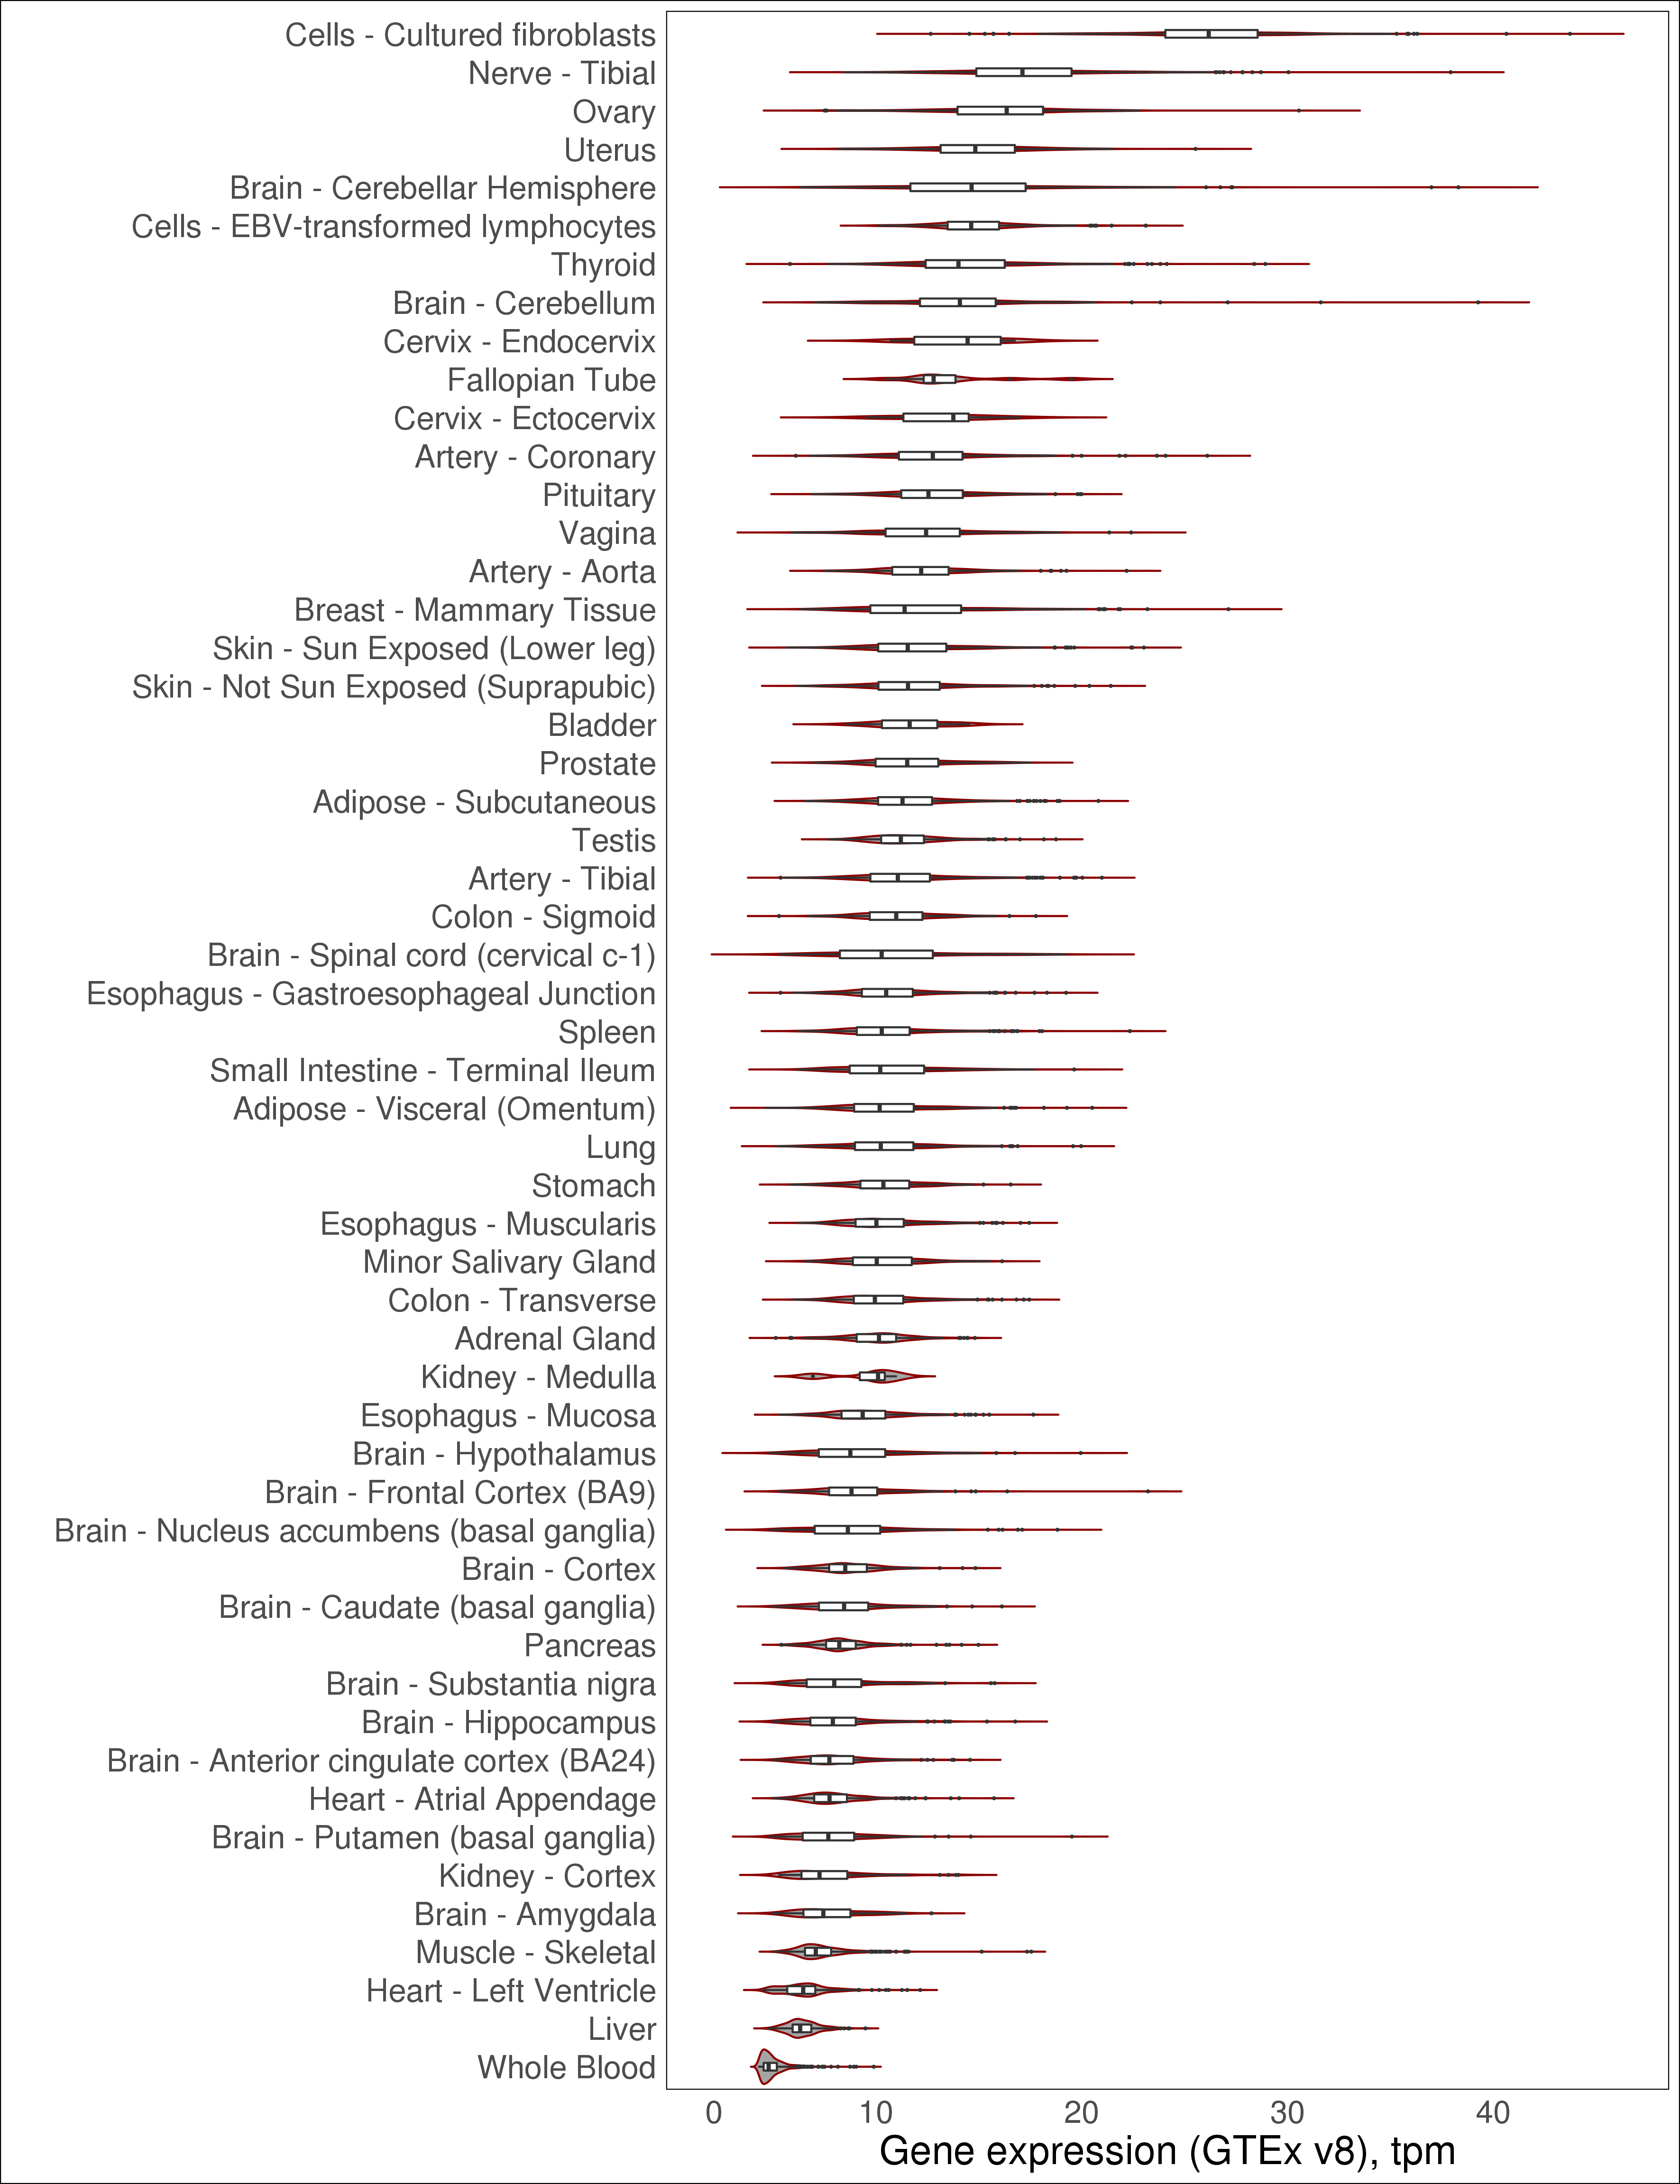 Cells - Cultured fibroblasts
Nerve - Tibial
Ovary
Uterus
Brain - Cerebellar Hemisphere
Cells - EBV-transformed lymphocytes
Thyroid
Brain - Cerebellum
Cervix - Endocervix
Fallopian Tube
Cervix - Ectocervix
Artery - Coronary
Pituitary
Vagina
Artery - Aorta
Breast - Mammary Tissue
Skin - Sun Exposed (Lower leg)
Skin - Not Sun Exposed (Suprapubic)
Bladder
Prostate
Adipose - Subcutaneous
Testis
Artery - Tibial
Colon - Sigmoid
Brain - Spinal cord (cervical c-1)
Esophagus - Gastroesophageal Junction
Spleen
Small Intestine - Terminal Ileum
Adipose - Visceral (Omentum)
Lung
Stomach
Esophagus - Muscularis
Minor Salivary Gland
Colon - Transverse
Adrenal Gland
Kidney - Medulla
Esophagus - Mucosa
Brain - Hypothalamus
Brain - Frontal Cortex (BA9)
Brain - Nucleus accumbens (basal ganglia)
Brain - Cortex
Brain - Caudate (basal ganglia)
Pancreas
Brain - Substantia nigra
Brain - Hippocampus
Brain - Anterior cingulate cortex (BA24)
Heart - Atrial Appendage
Brain - Putamen (basal ganglia)
Kidney - Cortex
Brain - Amygdala
Muscle - Skeletal
Heart - Left Ventricle
Liver
Whole Blood
0 10 20 30 40
Gene expression (GTEx v8), tpm